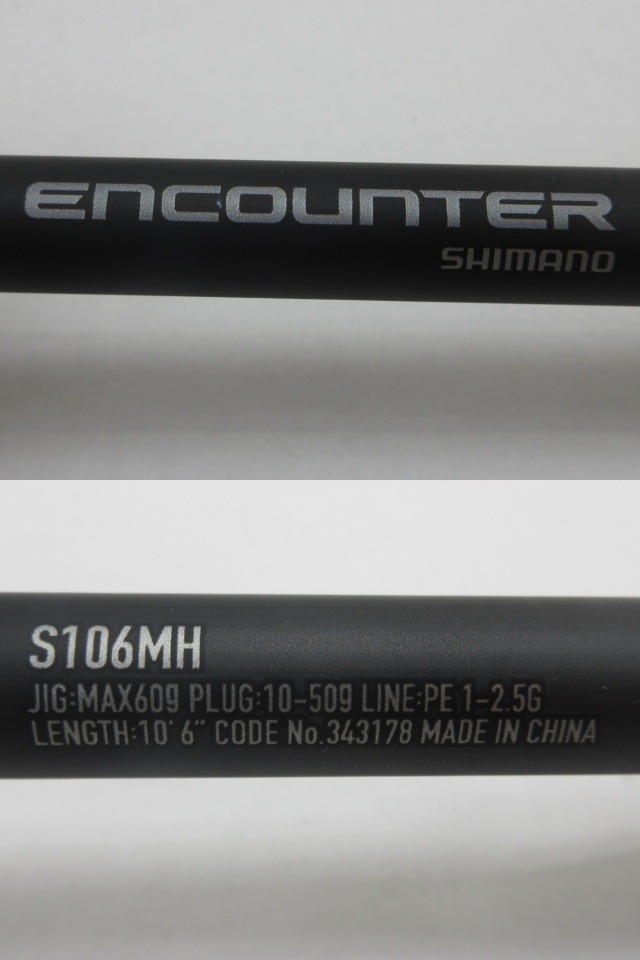 ENCOUNTER
SHIMANO
S106MH
JIG:MAX60g PLUG:10-50g LINE:PE 1-2.5G
LENGTH:10' 6" CODE No.343178 MADE IN CHINA